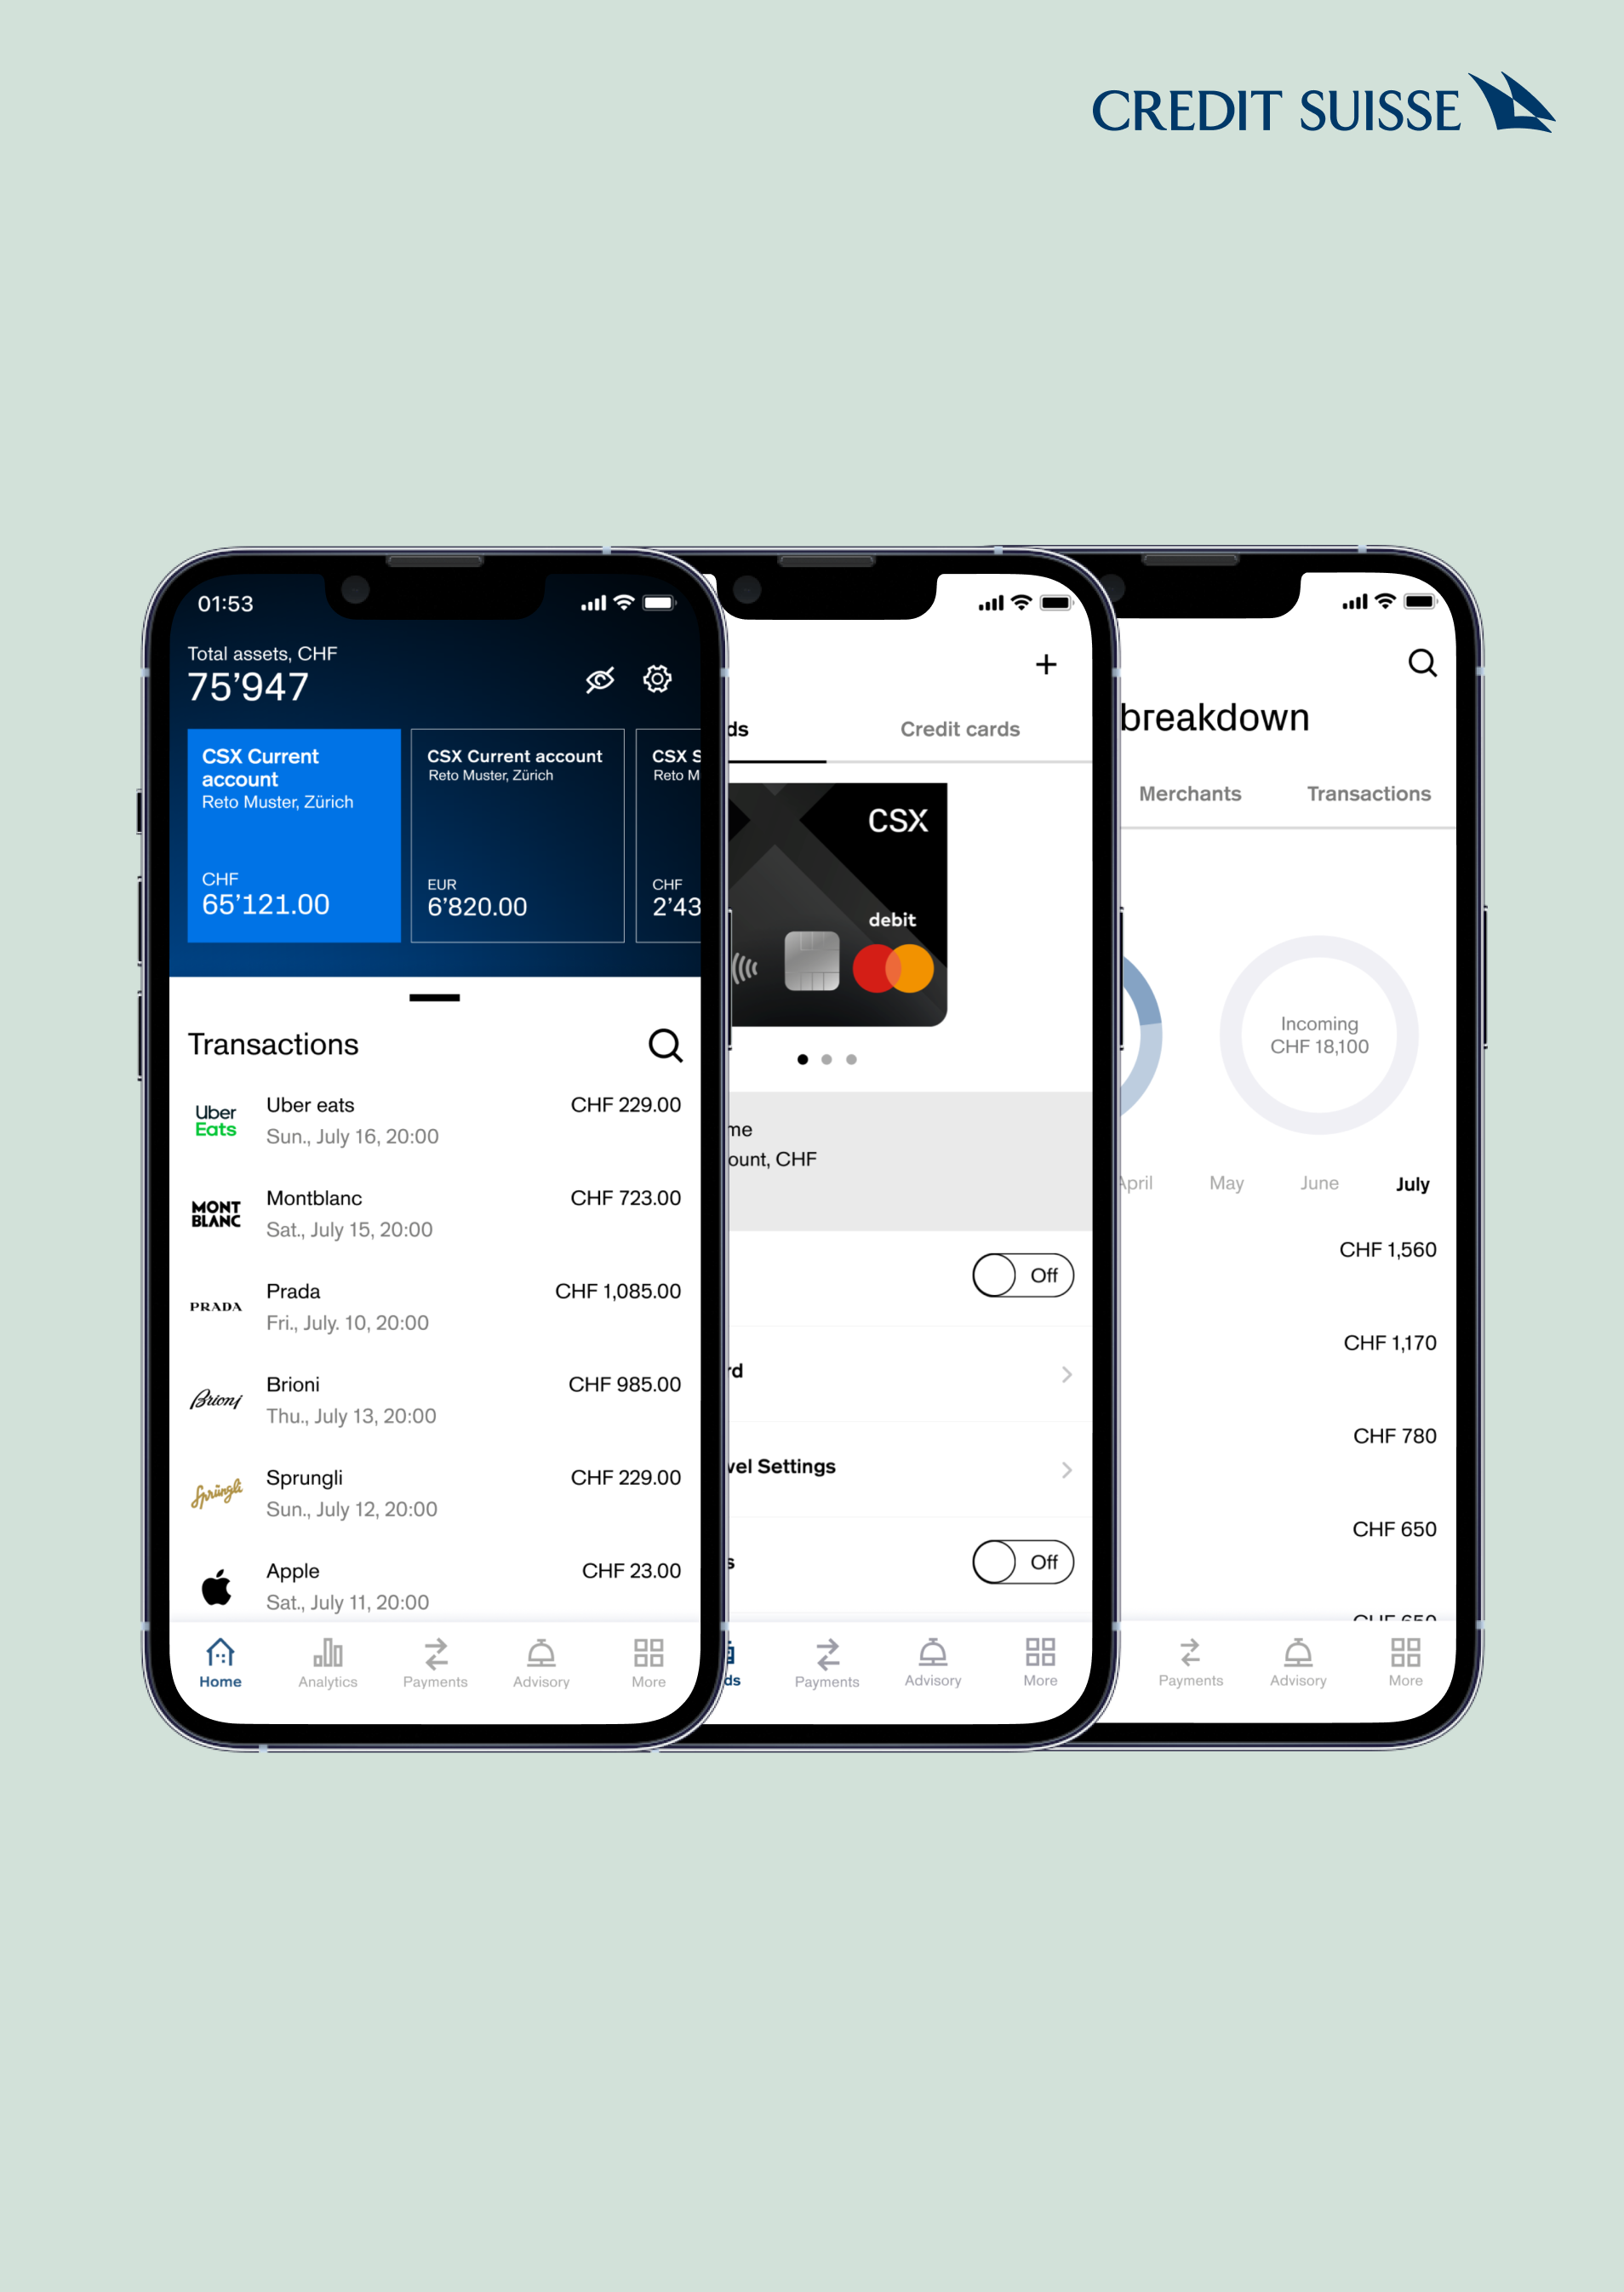 CREDIT SUISSE
01:53
Total assets, CHF
75’947
CSX Current
account
Reto Muster, Zürich
CHF
65’121.00
CSX Current account
Reto Muster, Zürich
EUR
6’820.00
CSX S
Reto M
CHF
2’43
Transactions
Uber
Eats
Uber eats
CHF 229.00
Sun., July 16, 20:00
MONT
BLANC
Montblanc
CHF 723.00
Sat., July 15, 20:00
PRADA
Prada
CHF 1,085.00
Fri., July. 10, 20:00
Brioni
Brioni
CHF 985.00
Thu., July 13, 20:00
Sprüngli
Sprungli
CHF 229.00
Sun., July 12, 20:00
Apple
CHF 23.00
Sat., July 11, 20:00
Home
Analytics
Payments
Advisory
More
ds
Credit cards
CSX
debit
me
ount, CHF
Off
rd
vel Settings
s
Off
ds
Payments
Advisory
More
breakdown
Merchants
Transactions
Incoming
CHF 18,100
April
May
June
July
CHF 1,560
CHF 1,170
CHF 780
CHF 650
CHF 650
Payments
Advisory
More